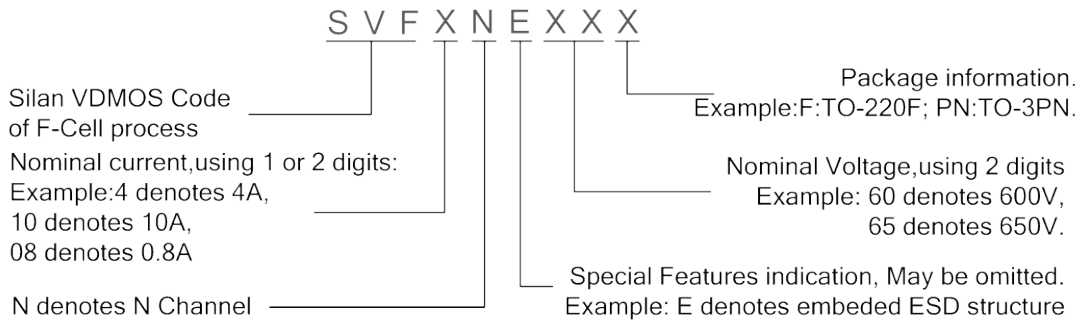 SVFXNEXXX
Silan VDMOS Code
of F-Cell process
Nominal current,using 1 or 2 digits:
Example:4 denotes 4A,
10 denotes 10A,
08 denotes 0.8A
N denotes N Channel
Package information.
Example:F:TO-220F; PN:TO-3PN.
Nominal Voltage,using 2 digits
Example: 60 denotes 600V,
65 denotes 650V.
Special Features indication, May be omitted.
Example: E denotes embeded ESD structure